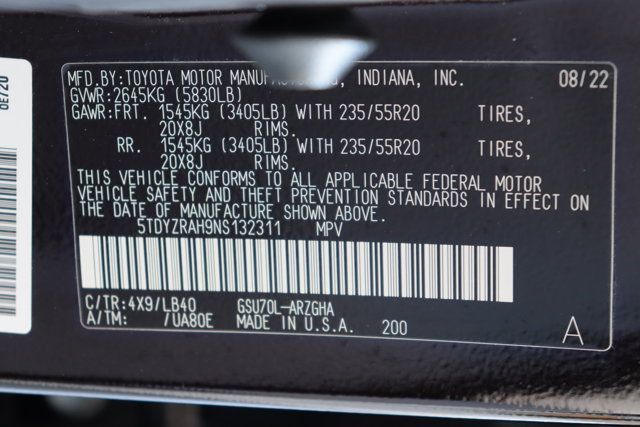 MFD.BY:TOYOTA MOTOR MANUFACTURING, INDIANA, INC. 08/22
GVWR:2645KG (5830LB)
GAWR:FRT. 1545KG (3405LB) WITH 235/55R20 TIRES,
20X8J RIMS.
RR. 1545KG (3405LB) WITH 235/55R20 TIRES,
20X8J RIMS.
THIS VEHICLE CONFORMS TO ALL APPLICABLE FEDERAL MOTOR
VEHICLE SAFETY AND THEFT PREVENTION STANDARDS IN EFFECT ON
THE DATE OF MANUFACTURE SHOWN ABOVE.
5TDYZRAH9NS132311 MPV
C/TR:4X9/LB40 GSU70L-ARZGHA
A/TM: /UA80E MADE IN U.S.A. 200 A
0E720